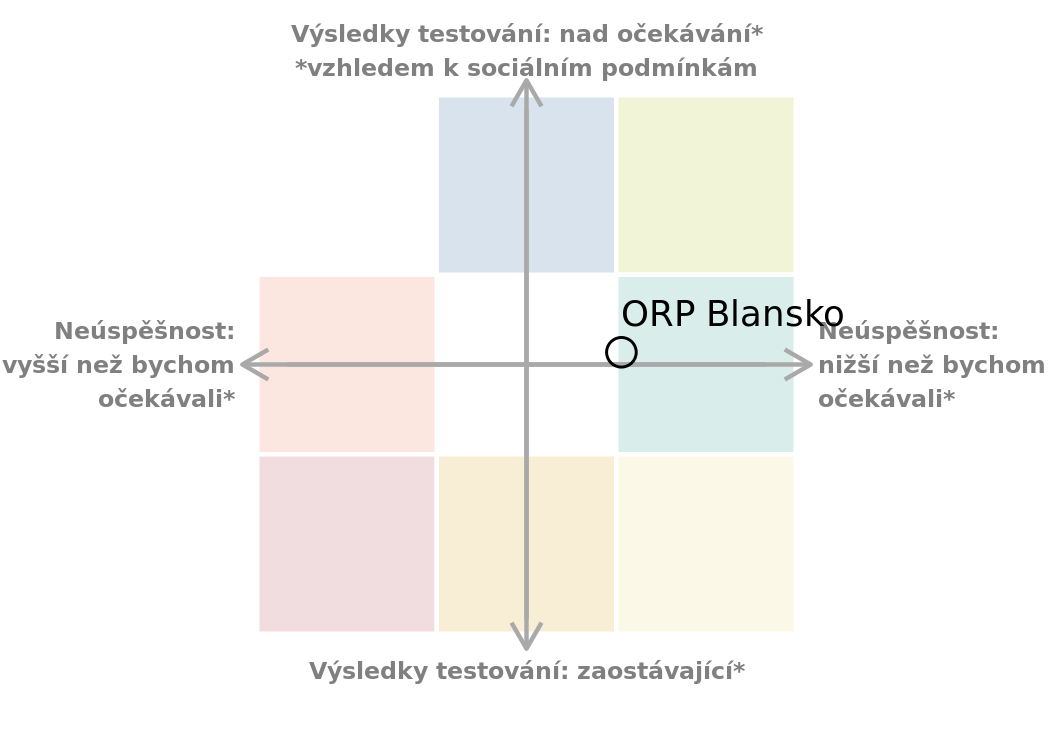 Výsledky testování: nad očekávání*
*vzhledem k sociálním podmínkám
ORP Blansko
Neúspěšnost:
vyšší než bychom
očekávali*
Neúspěšnost:
nižší než bychom
očekávali*
Výsledky testování: zaostávající*